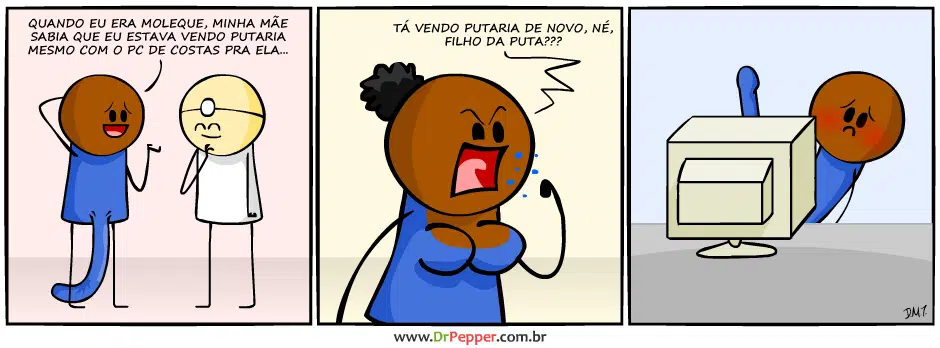 QUANDO EU ERA MOLEQUE, MINHA MÃE
SABIA QUE EU ESTAVA VENDO PUTARIA
MESMO COM O PC DE COSTAS PRA ELA...
TÁ VENDO PUTARIA DE NOVO, NÉ,
FILHO DA PUTA???
www.DrPepper.com.br